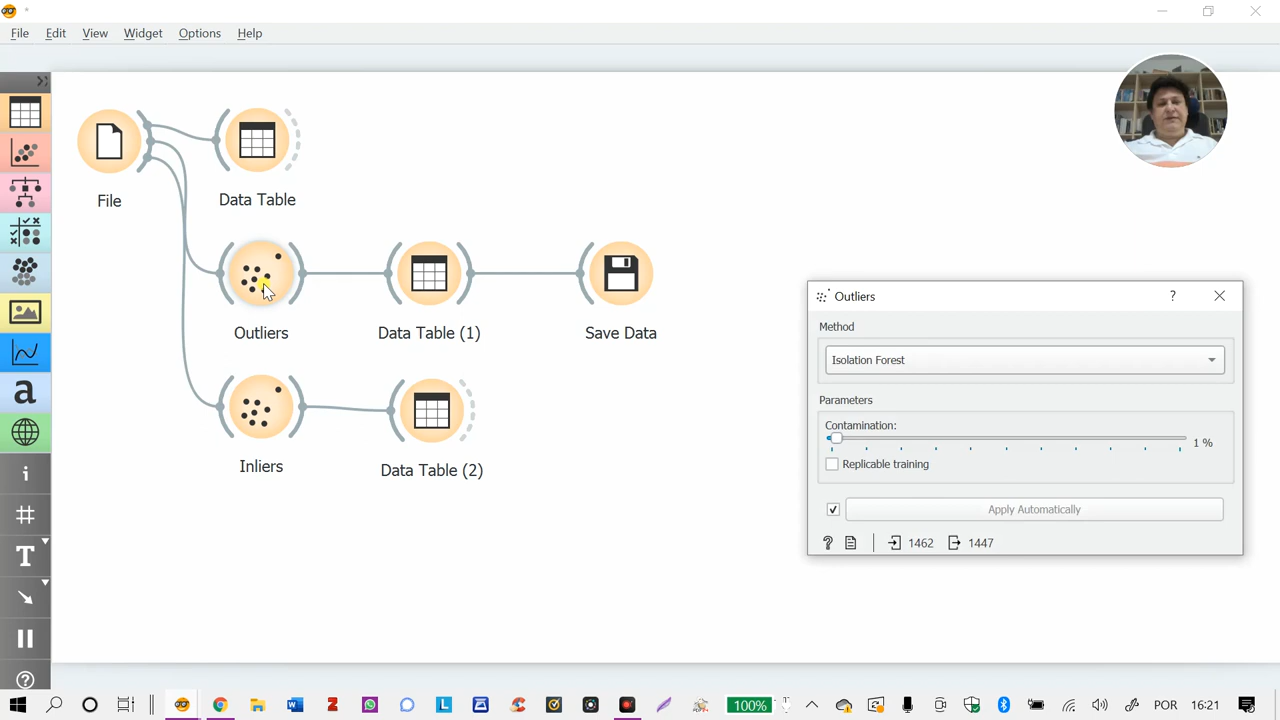 File Edit View Widget Options Help
File
Data Table
Outliers
Data Table (1)
Save Data
Inliers
Data Table (2)
Outliers ?
Method
Isolation Forest
Parameters
Contamination:
1 %
Replicable training
Apply Automatically
? 1462 1447
a
i
#
T
?
W Z L 100% POR 16:21